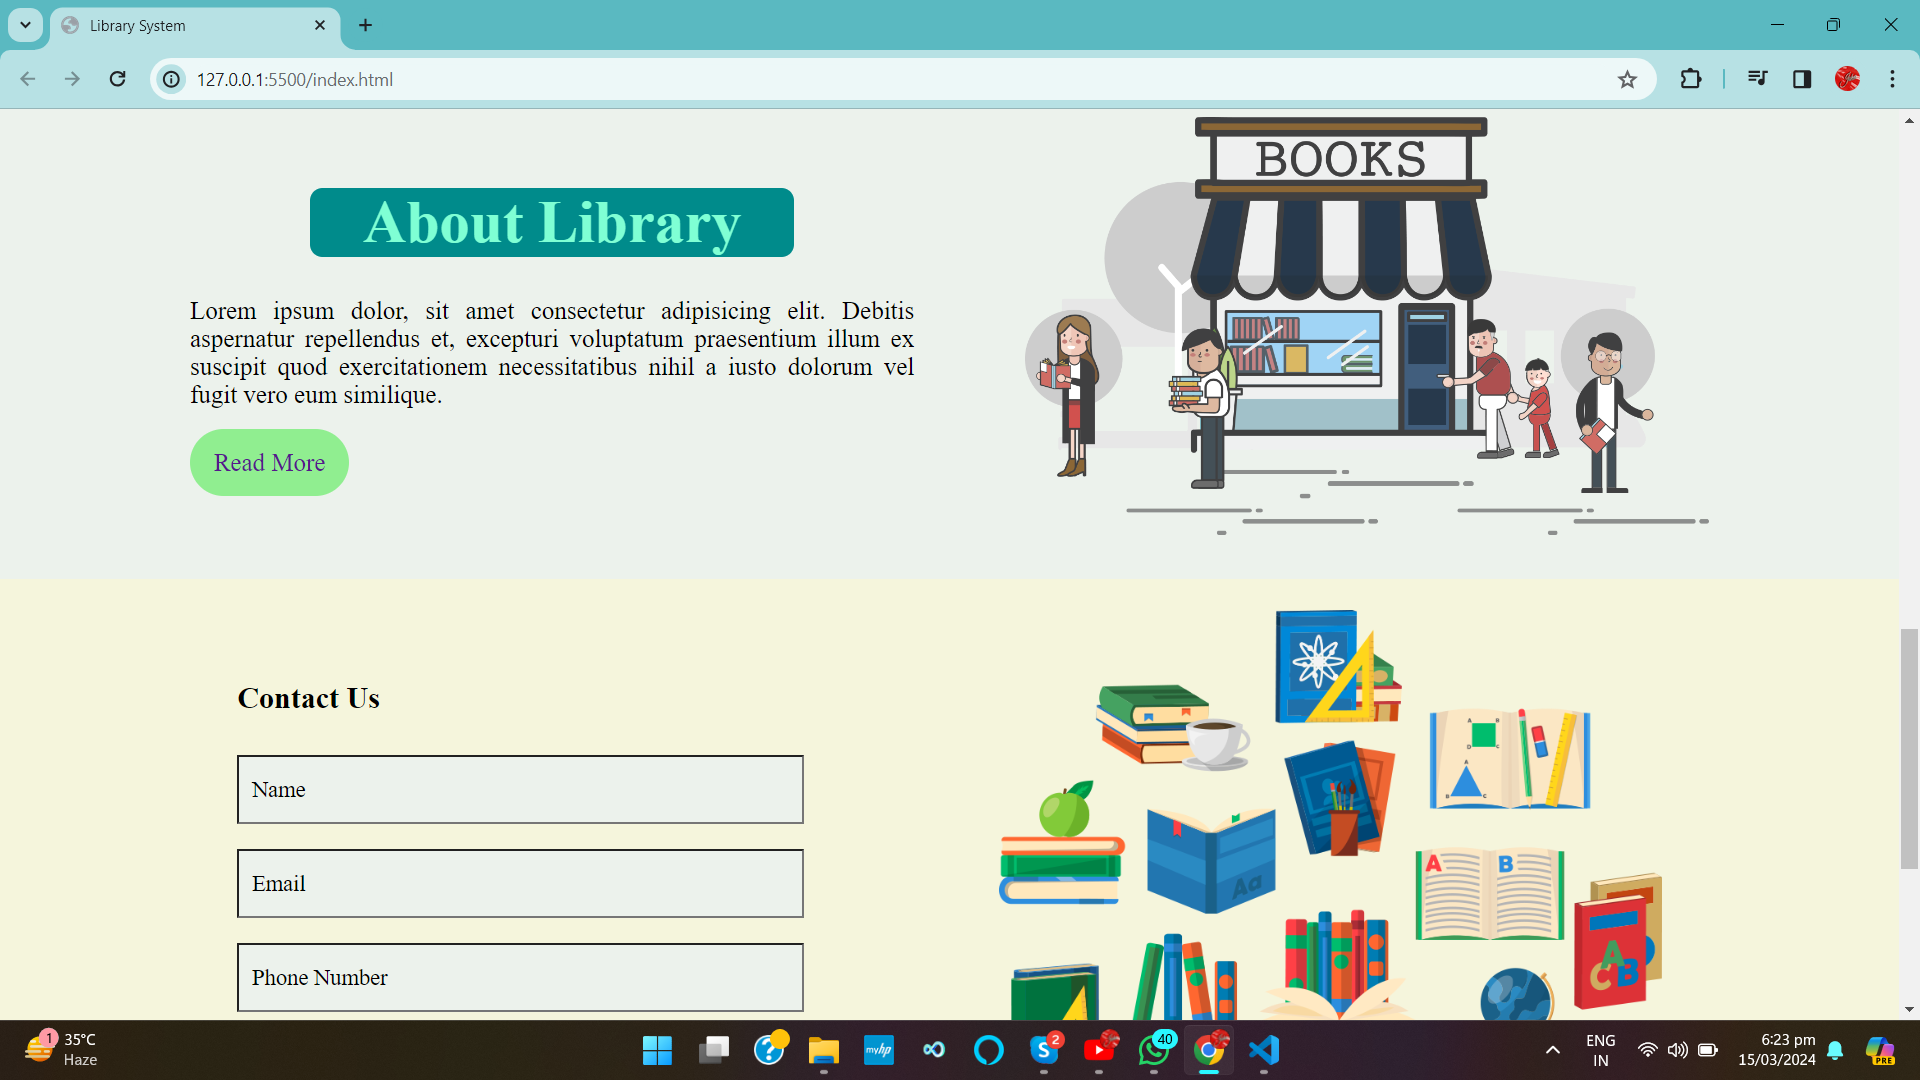 Library System
127.0.0.1:5500/index.html
BOOKS
About Library
Lorem ipsum dolor, sit amet consectetur adipisicing elit. Debitis
aspernatur repellendus et, excepturi voluptatum praesentium illum ex
suscipit quod exercitationem necessitatibus nihil a iusto dolorum vel
fugit vero eum similique.
Read More
Contact Us
Name
Email
Phone Number
A B
D C
A
B C
A B
Aa
A
B
C
1
35°C
Haze
myhp
S
2
40
ENG
IN
6:23 pm
15/03/2024
PRE